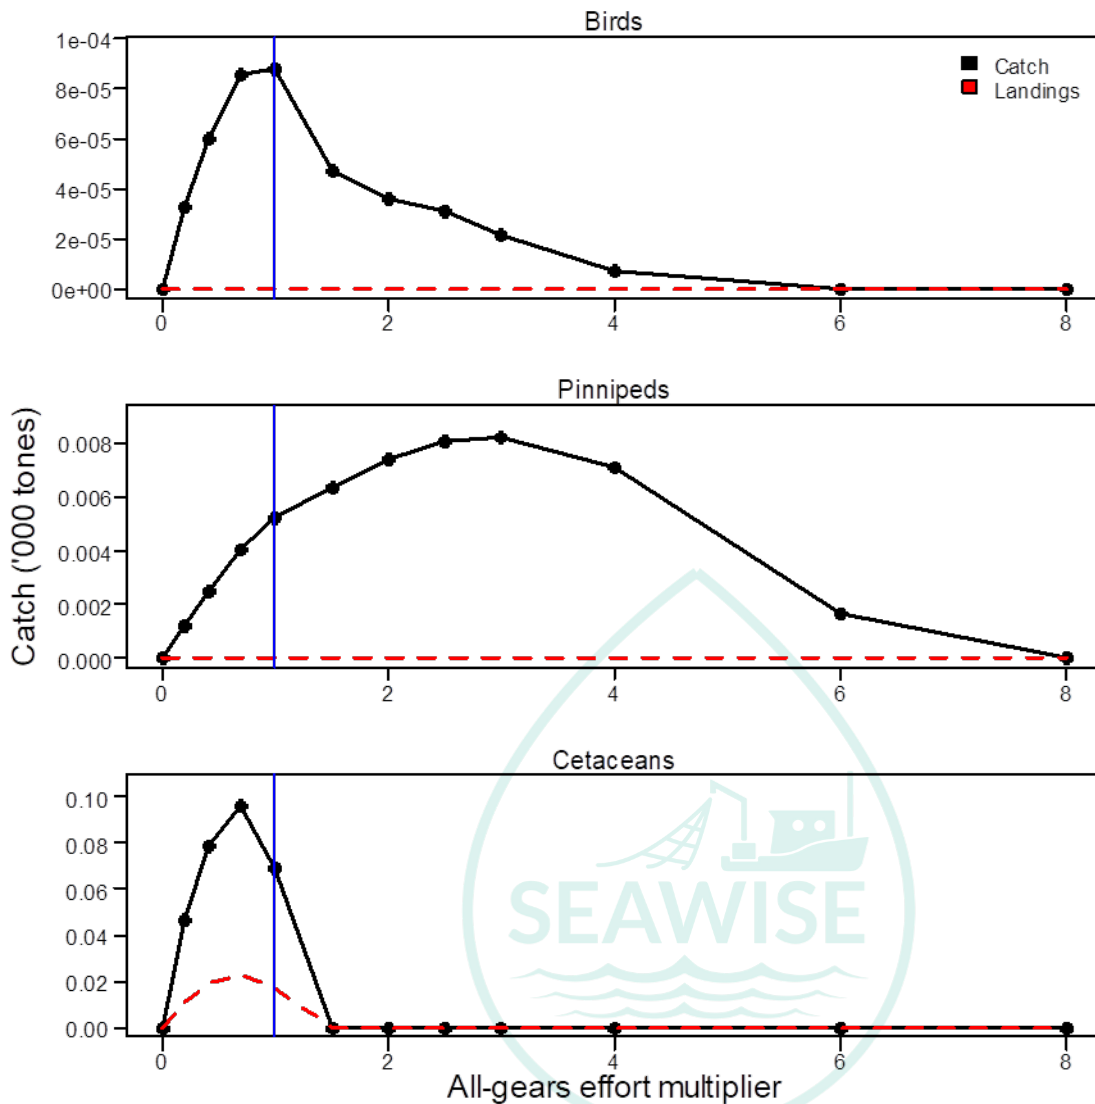 Birds
1e-04
8e-05
6e-05
4e-05
2e-05
0e+00
Catch
Landings
0 2 4 6 8
Pinnipeds
Catch ('000 tones)
0.008
0.006
0.004
0.002
0.000
0 2 4 6 8
Cetaceans
0.10
0.08
0.06
0.04
0.02
0.00
SEAWISE
0 2 4 6 8
All-gears effort multiplier